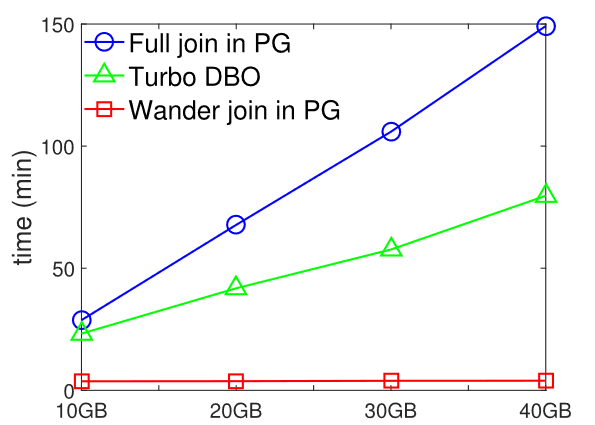 150
100
50
0
time (min)
Full join in PG
Turbo DBO
Wander join in PG
10GB 20GB 30GB 40GB